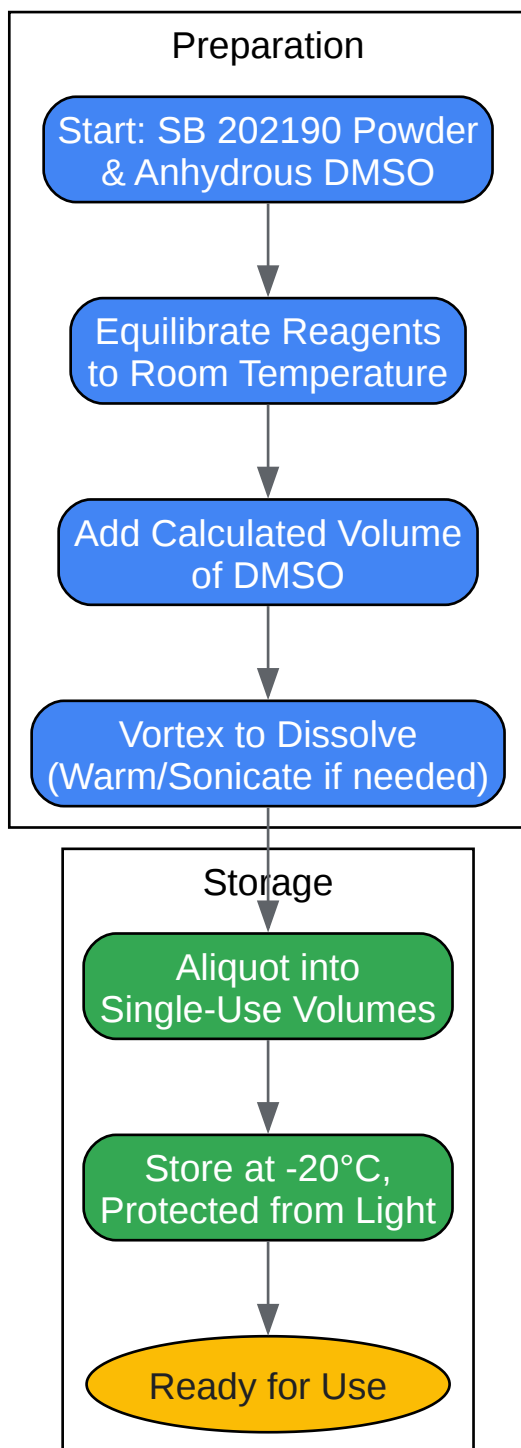 Preparation
Start: SB 202190 Powder
& Anhydrous DMSO
Equilibrate Reagents
to Room Temperature
Add Calculated Volume
of DMSO
Vortex to Dissolve
(Warm/Sonicate if needed)
Storage
Aliquot into
Single-Use Volumes
Store at -20°C,
Protected from Light
Ready for Use